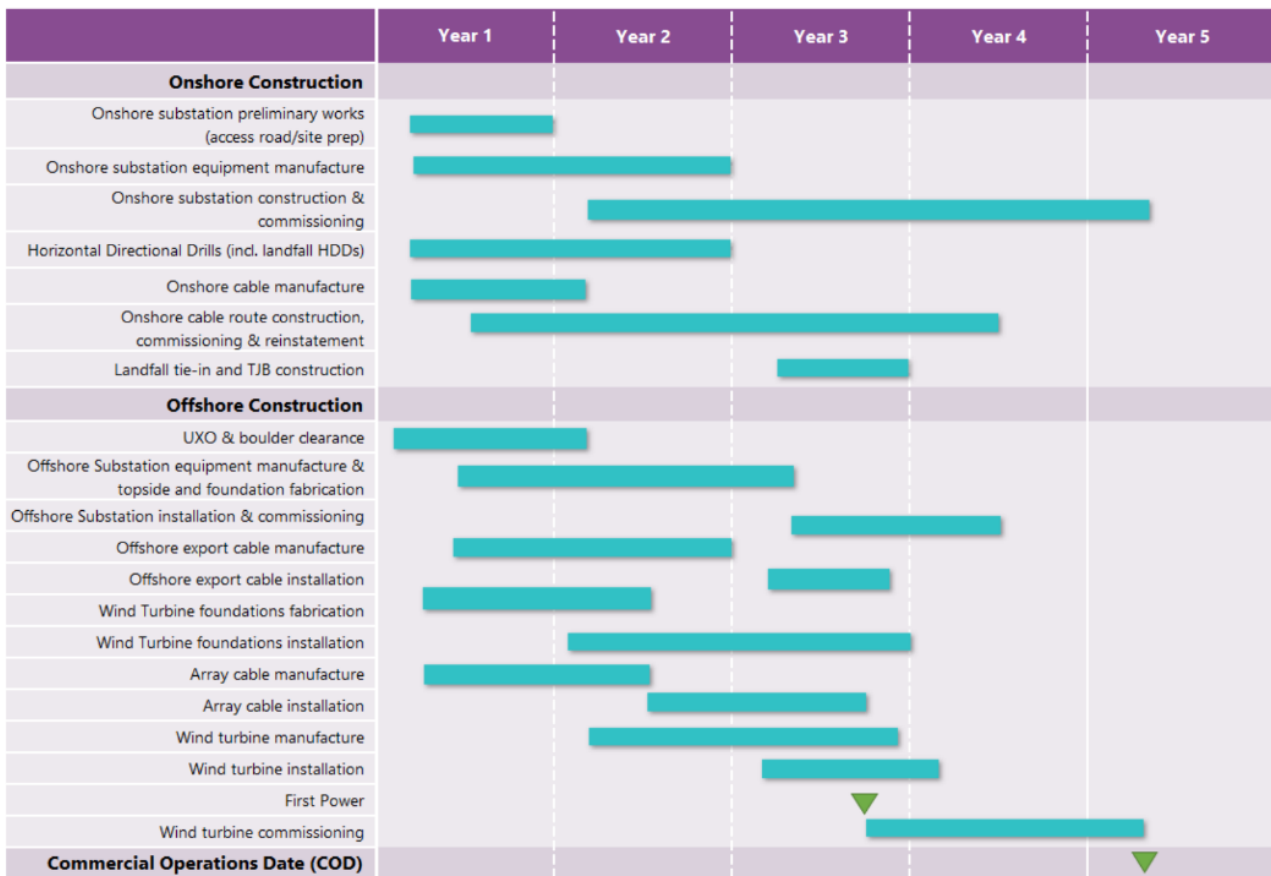 Year 1 Year 2 Year 3 Year 4 Year 5
Onshore Construction
Onshore substation preliminary works
(access road/site prep)
Onshore substation equipment manufacture
Onshore substation construction &
commissioning
Horizontal Directional Drills (incl. landfall HDDs)
Onshore cable manufacture
Onshore cable route construction,
commissioning & reinstatement
Landfall tie-in and TJB construction
Offshore Construction
UXO & boulder clearance
Offshore Substation equipment manufacture &
topside and foundation fabrication
Offshore Substation installation & commissioning
Offshore export cable manufacture
Offshore export cable installation
Wind Turbine foundations fabrication
Wind Turbine foundations installation
Array cable manufacture
Array cable installation
Wind turbine manufacture
Wind turbine installation
First Power
Wind turbine commissioning
Commercial Operations Date (COD)